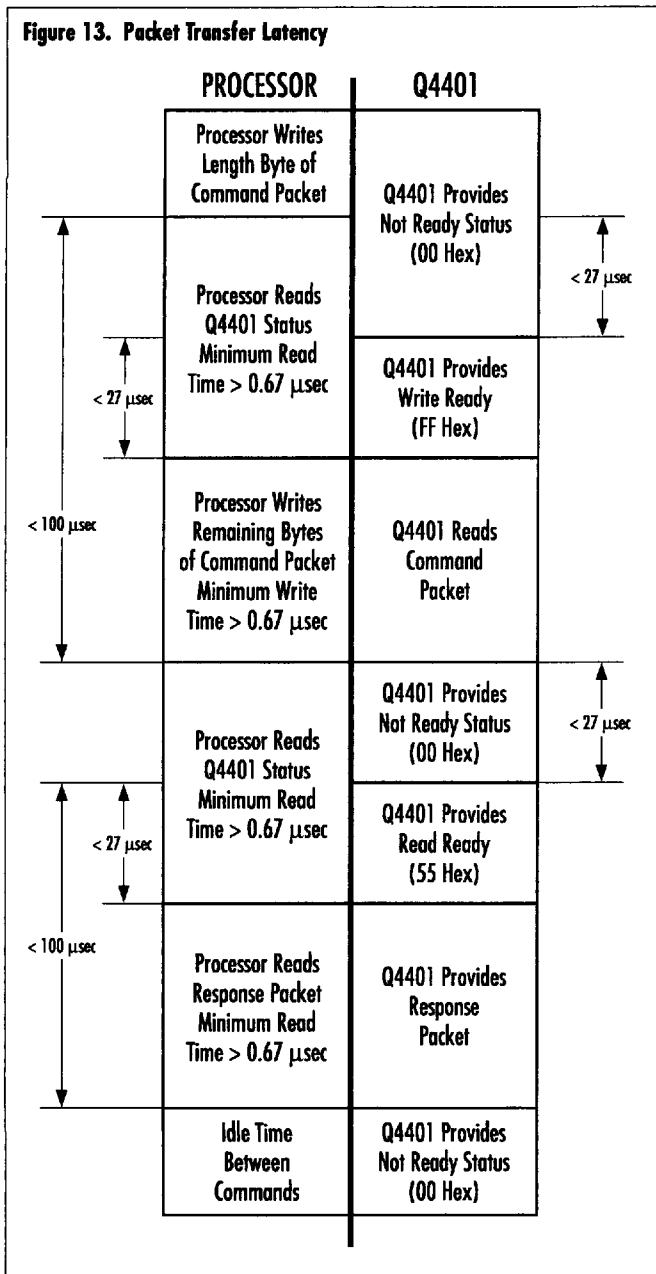 Figure 13. Packet Transfer Latency
PROCESSOR
Q4401
Processor Writes
Length Byte of
Command Packet
Q4401 Provides
Not Ready Status
(00 Hex)
< 27 μsec
Processor Reads
Q4401 Status
Minimum Read
Time > 0.67 μsec
< 27 μsec
Q4401 Provides
Write Ready
(FF Hex)
< 100 μsec
Processor Writes
Remaining Bytes
of Command Packet
Minimum Write
Time > 0.67 μsec
Q4401 Reads
Command
Packet
Processor Reads
Q4401 Status
Minimum Read
Time > 0.67 μsec
Q4401 Provides
Not Ready Status
(00 Hex)
< 27 μsec
< 27 μsec
Q4401 Provides
Read Ready
(55 Hex)
< 100 μsec
Processor Reads
Response Packet
Minimum Read
Time > 0.67 μsec
Q4401 Provides
Response
Packet
Idle Time
Between
Commands
Q4401 Provides
Not Ready Status
(00 Hex)